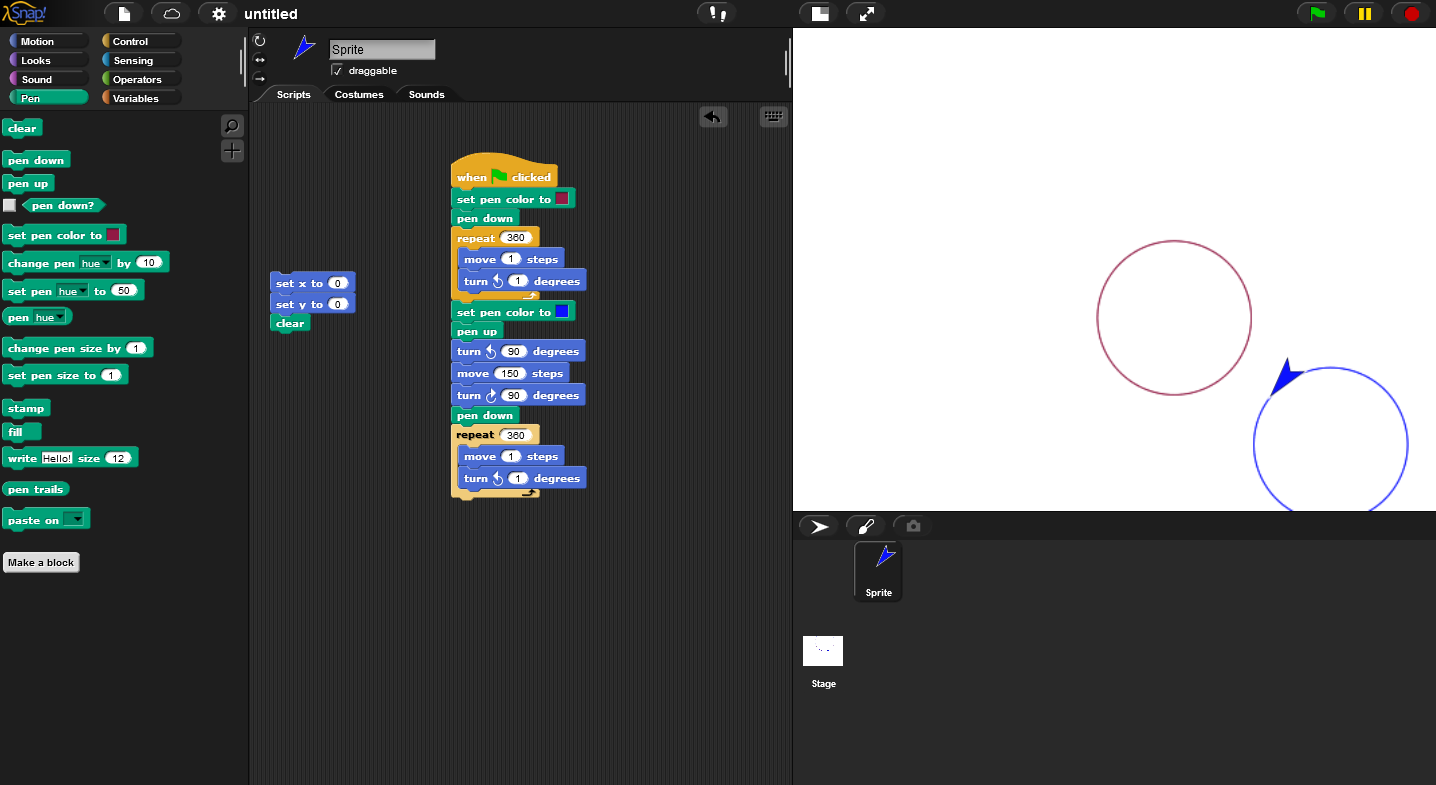 Snap!
untitled
Motion
Control
Looks
Sensing
Sound
Operators
Pen
Variables
clear
pen down
pen up
pen down?
set pen color to
change pen hue by 10
set pen hue to 50
pen hue
change pen size by 1
set pen size to 1
stamp
fill
write Hello! size 12
pen trails
paste on
Make a block
Sprite
draggable
Scripts
Costumes
Sounds
set x to 0
set y to 0
clear
when clicked
set pen color to
pen down
repeat 360
move 1 steps
turn 1 degrees
set pen color to
pen up
turn 90 degrees
move 150 steps
turn 90 degrees
pen down
repeat 360
move 1 steps
turn 1 degrees
Sprite
Stage